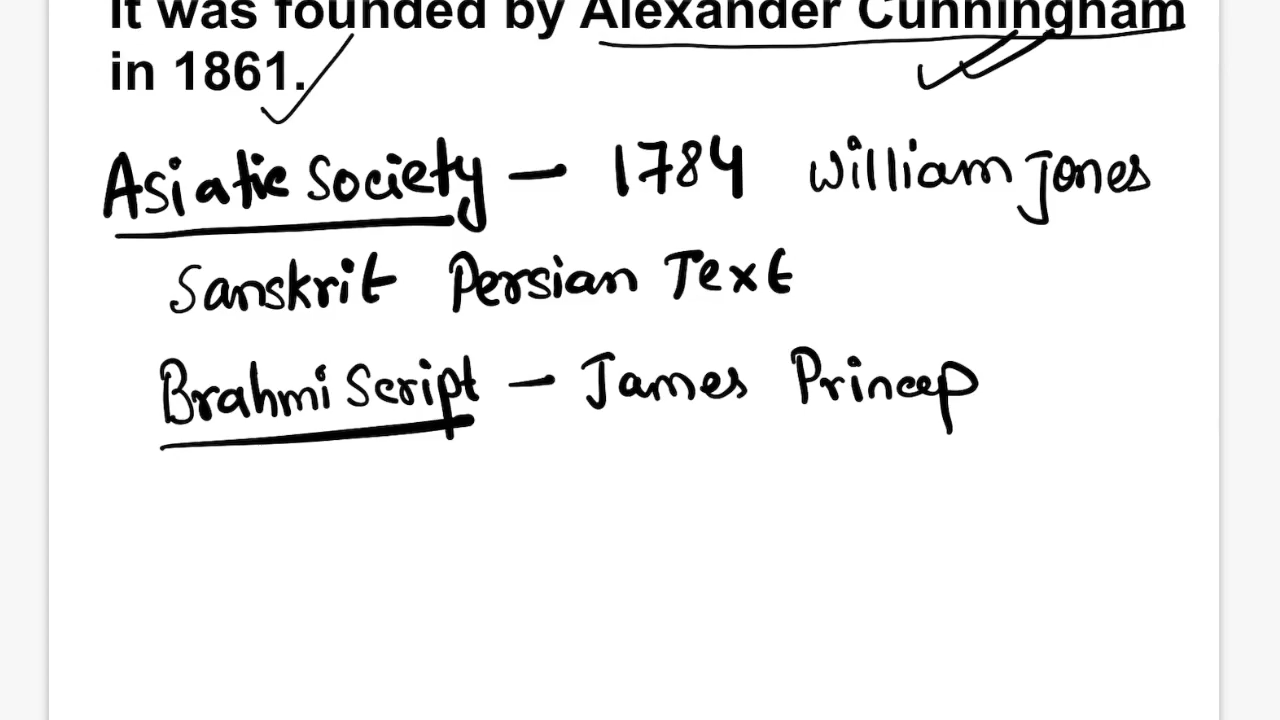 It was founded by Alexander Cunningham
in 1861.
Asiatic Society - 1784 William Jones
Sanskrit Persian Text
Brahmi Script - James Princep